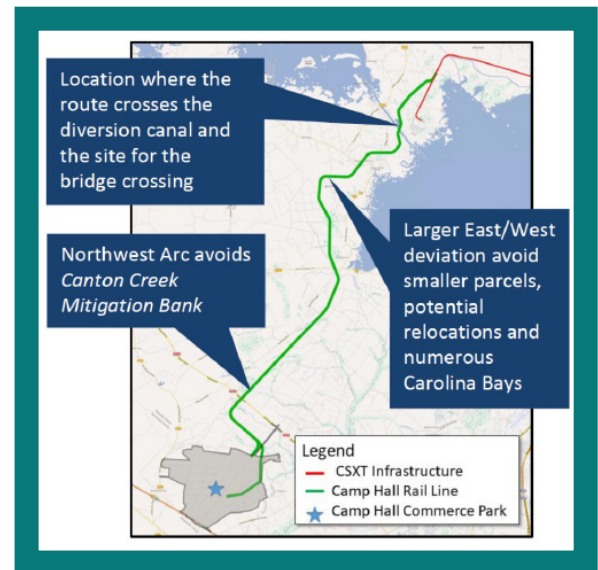 Location where the
route crosses the
diversion canal and
the site for the
bridge crossing
Northwest Arc avoids
Canton Creek
Mitigation Bank
Larger East/West
deviation avoid
smaller parcels,
potential
relocations and
numerous
Carolina Bays
Legend
CSXT Infrastructure
Camp Hall Rail Line
Camp Hall Commerce Park